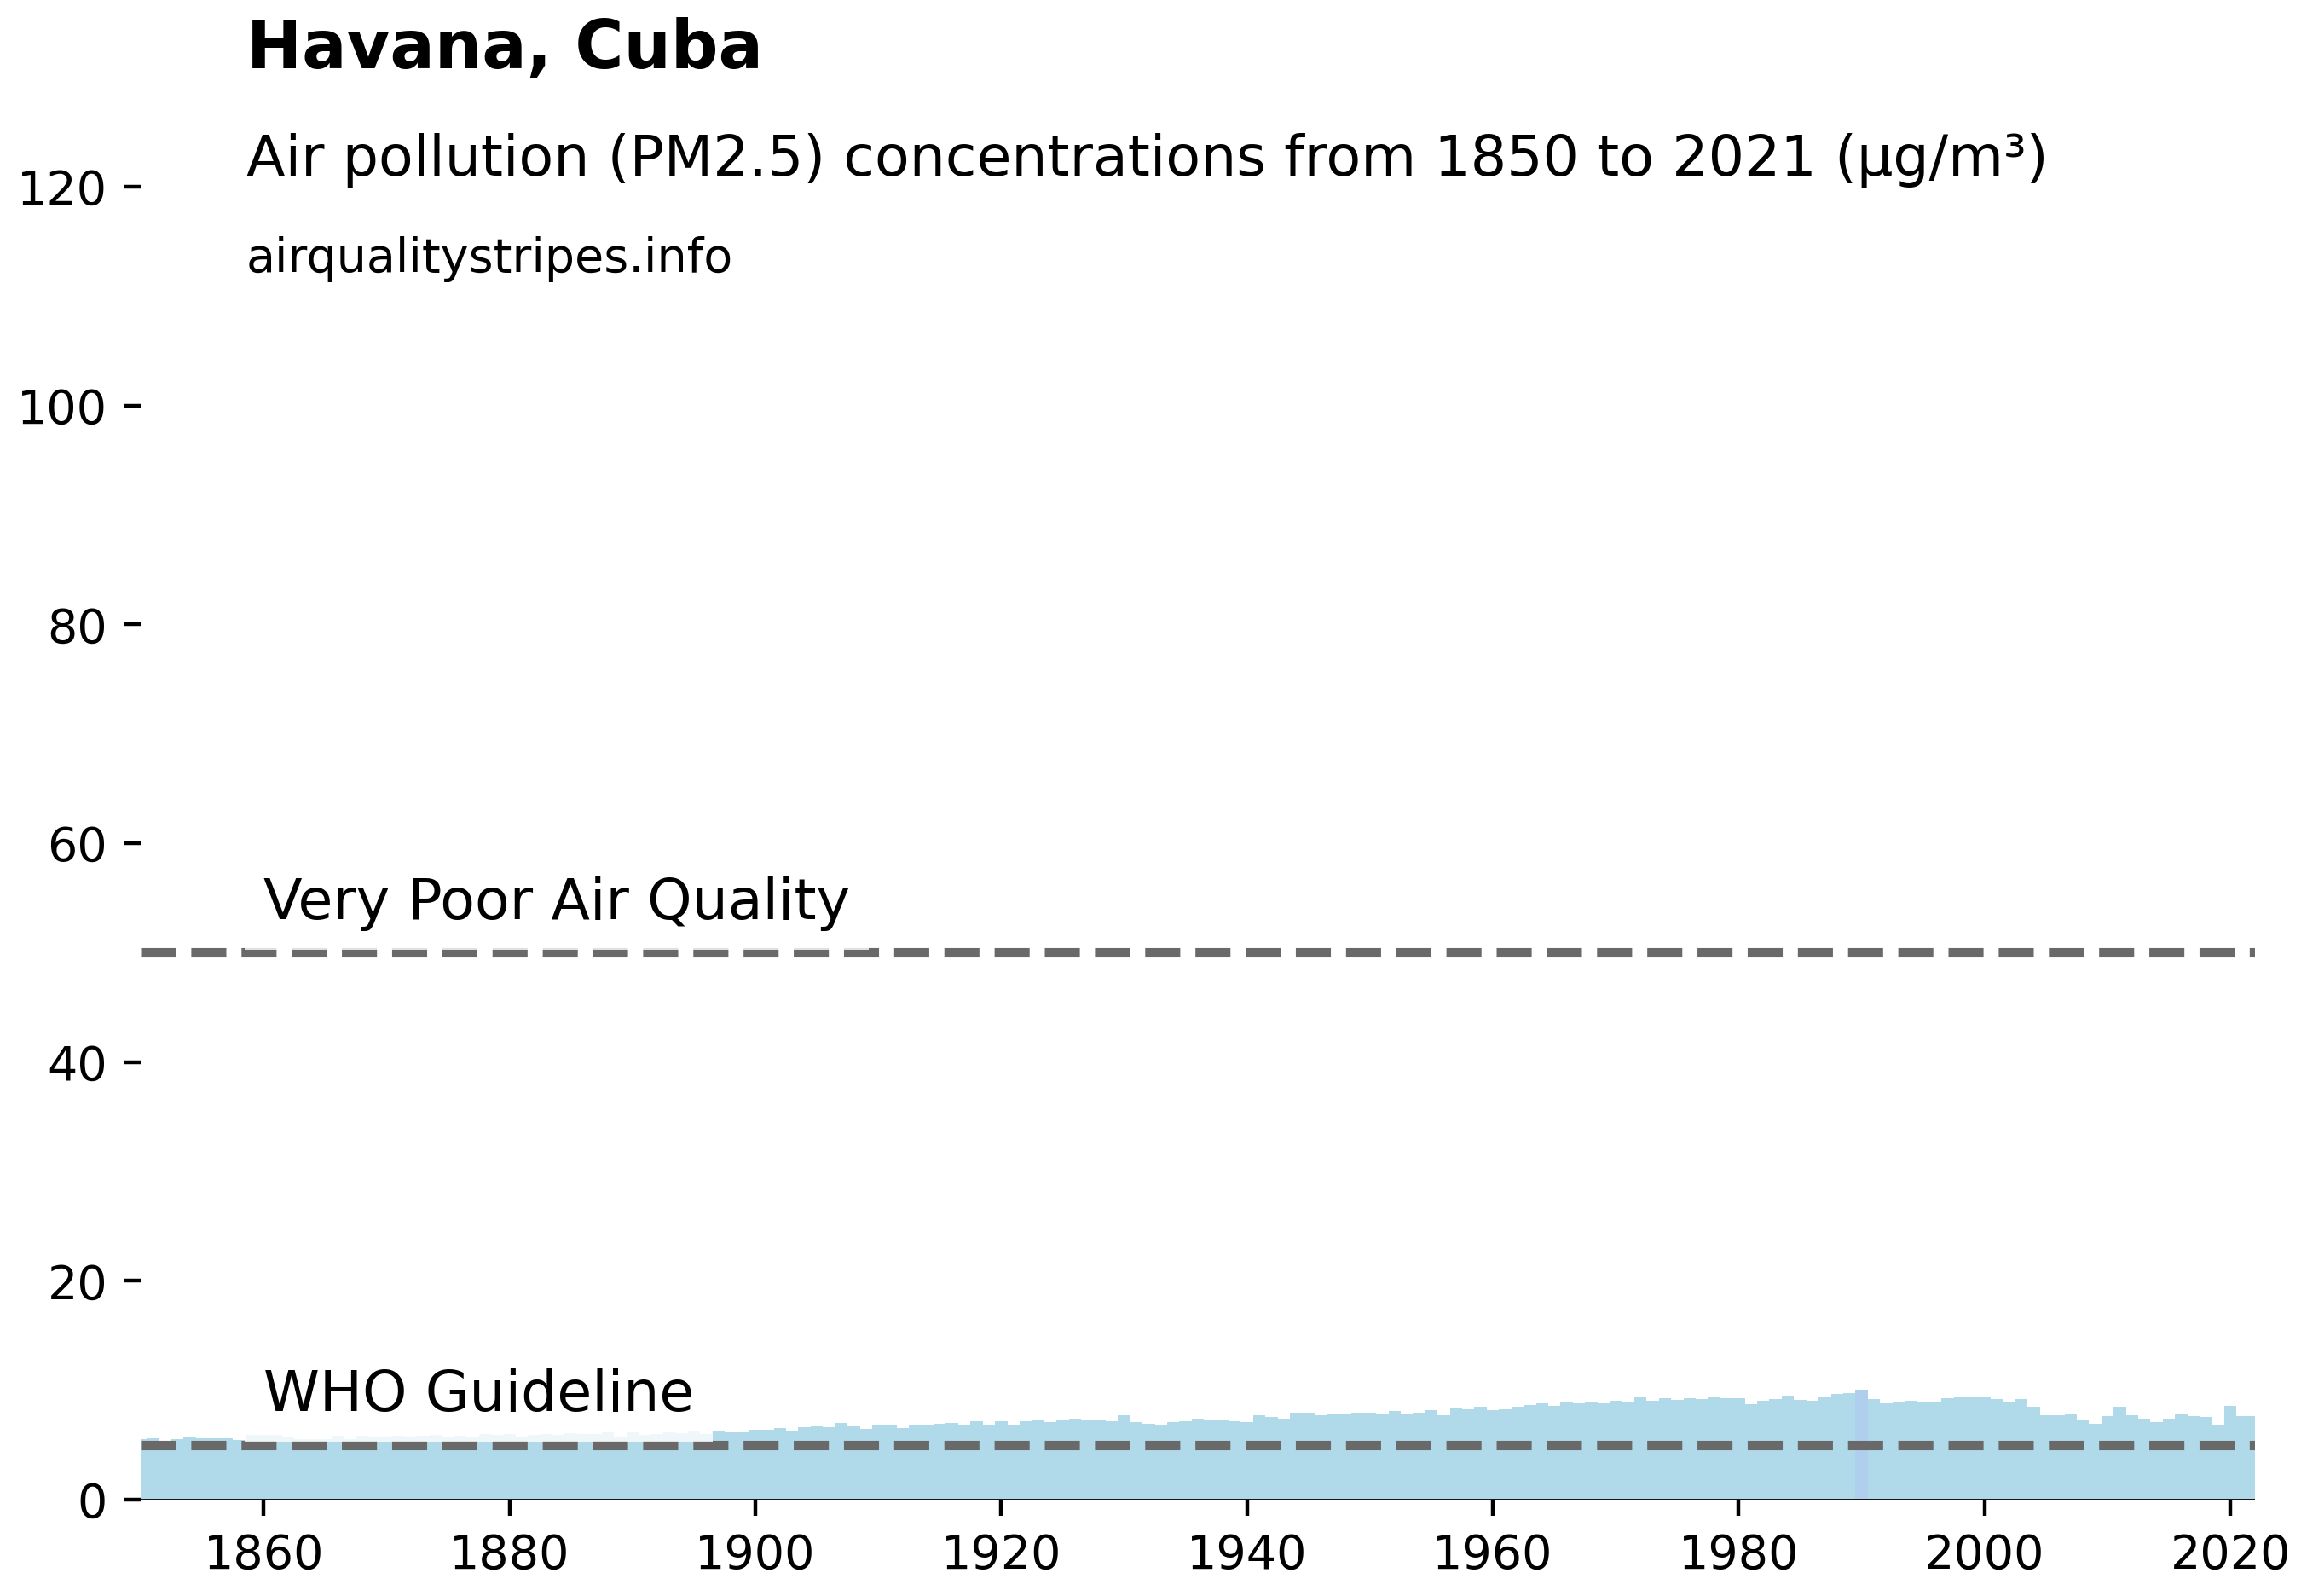 Havana, Cuba
Air pollution (PM2.5) concentrations from 1850 to 2021 (µg/m³)
airqualitystripes.info
120
100
80
60
Very Poor Air Quality
40
20
WHO Guideline
0
1860 1880 1900 1920 1940 1960 1980 2000 2020